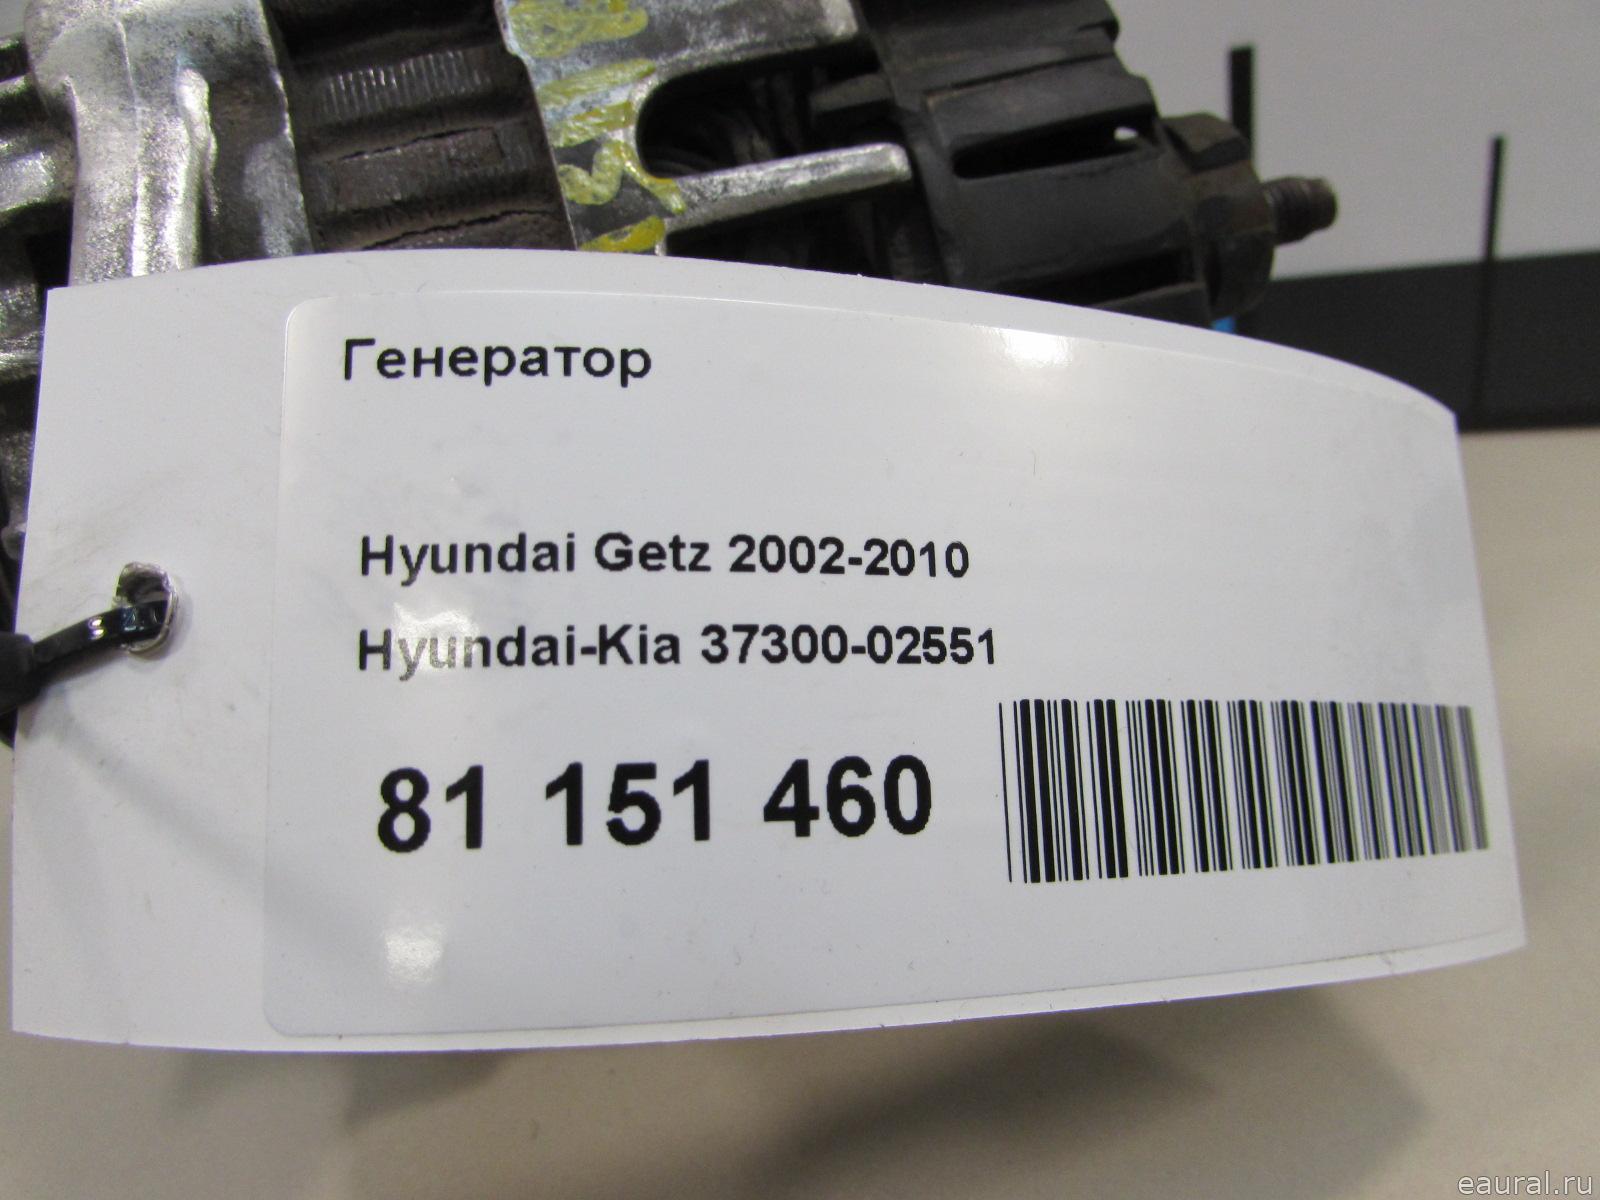 Генератор
Hyundai Getz 2002-2010
Hyundai-Kia 37300-02551
81 151 460
eaural.ru